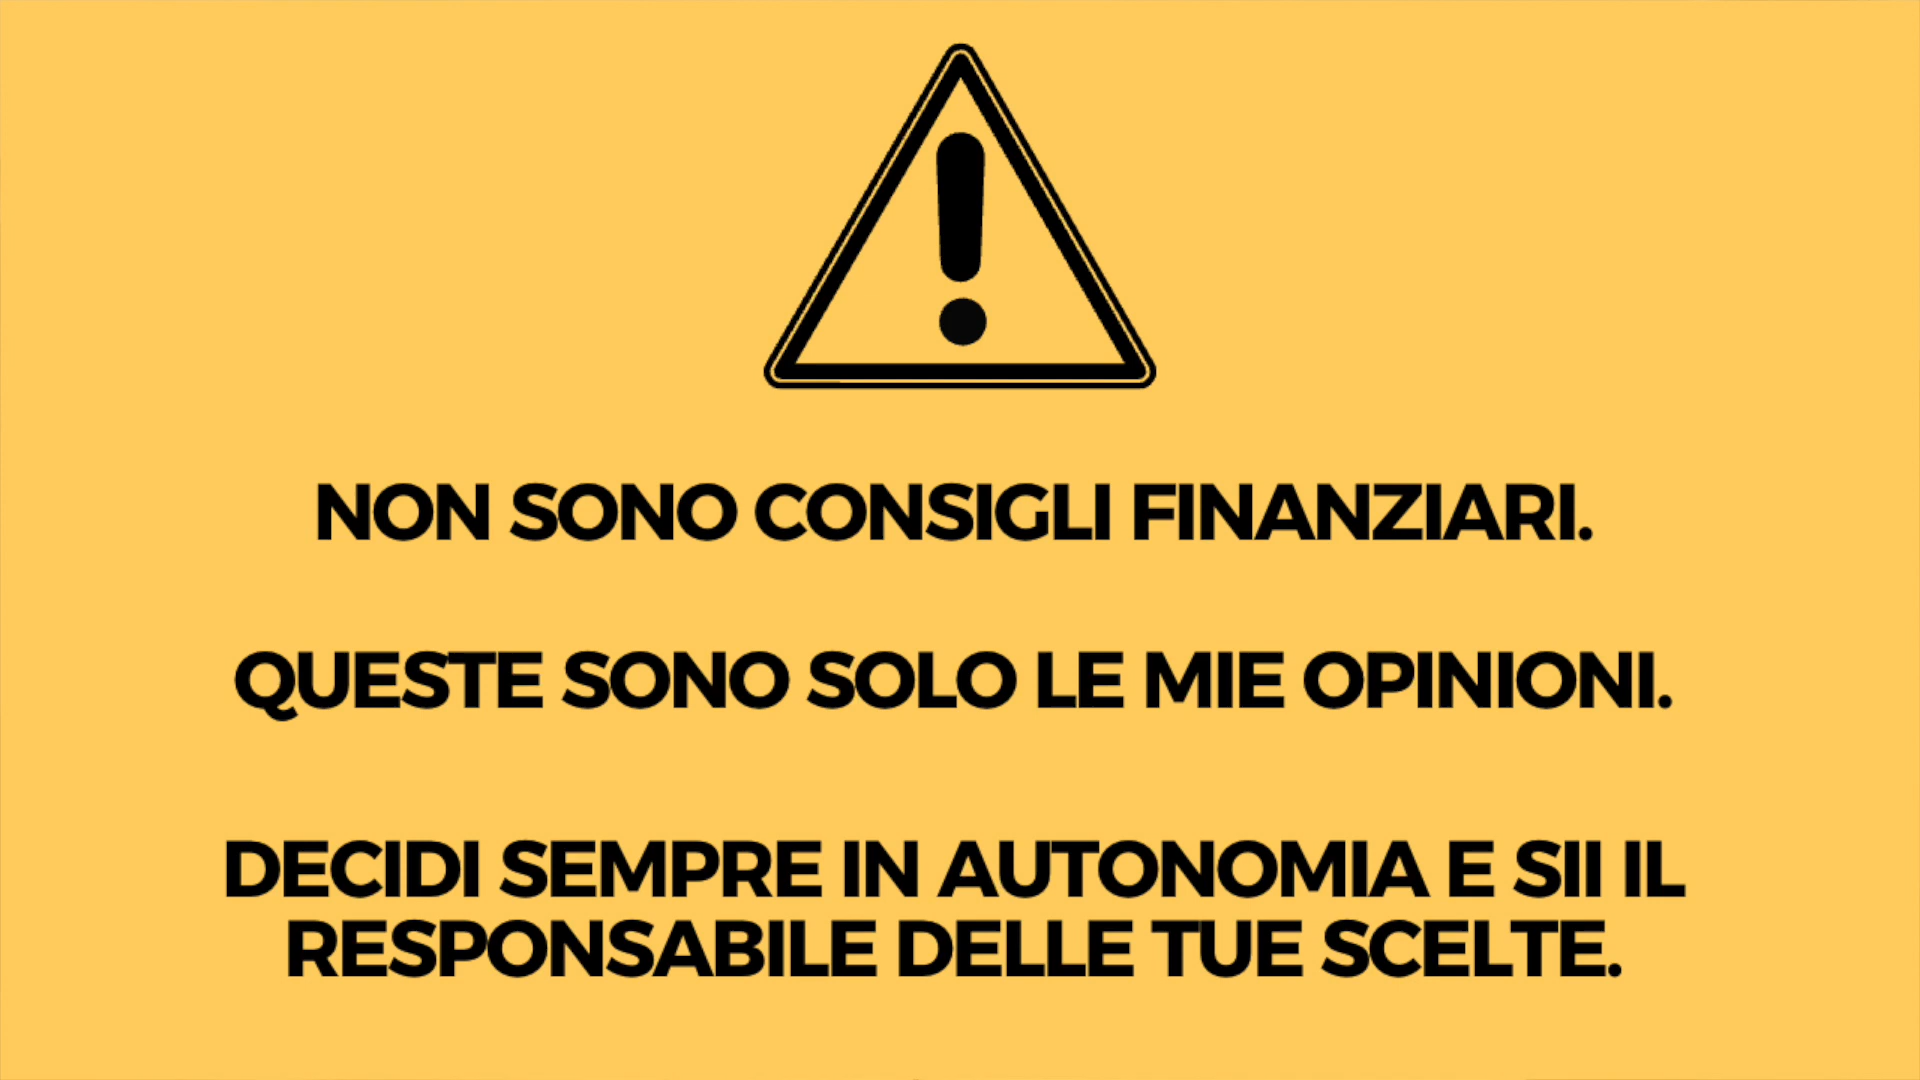 NON SONO CONSIGLI FINANZIARI.
QUESTE SONO SOLO LE MIE OPINIONI.
DECIDI SEMPRE IN AUTONOMIA E SII IL
RESPONSABILE DELLE TUE SCELTE.